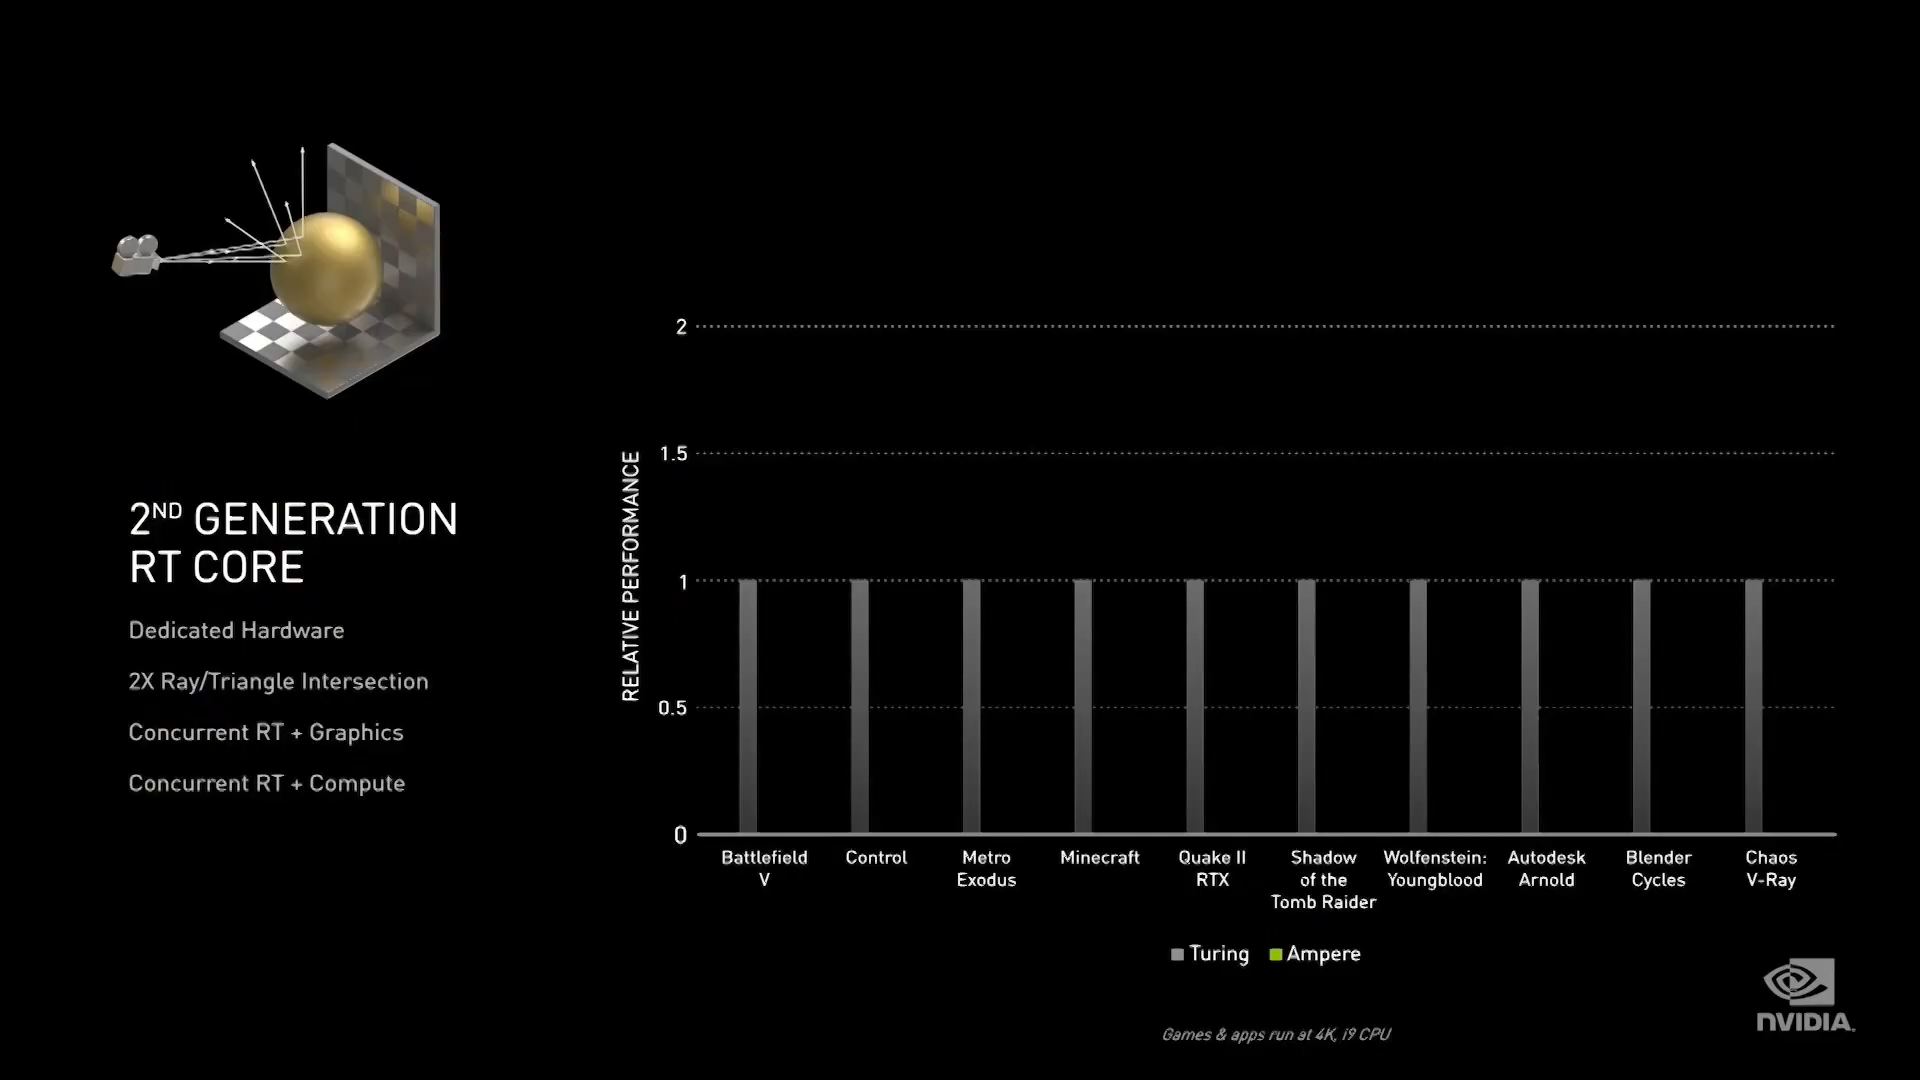 2ND GENERATION
RT CORE
Dedicated Hardware
2X Ray/Triangle Intersection
Concurrent RT + Graphics
Concurrent RT + Compute
RELATIVE PERFORMANCE
2
1.5
1
0.5
0
Battlefield
V
Control
Metro
Exodus
Minecraft
Quake II
RTX
Shadow
of the
Tomb Raider
Wolfenstein:
Youngblood
Autodesk
Arnold
Blender
Cycles
Chaos
V-Ray
Turing
Ampere
Games & apps run at 4K, i9 CPU
NVIDIA.